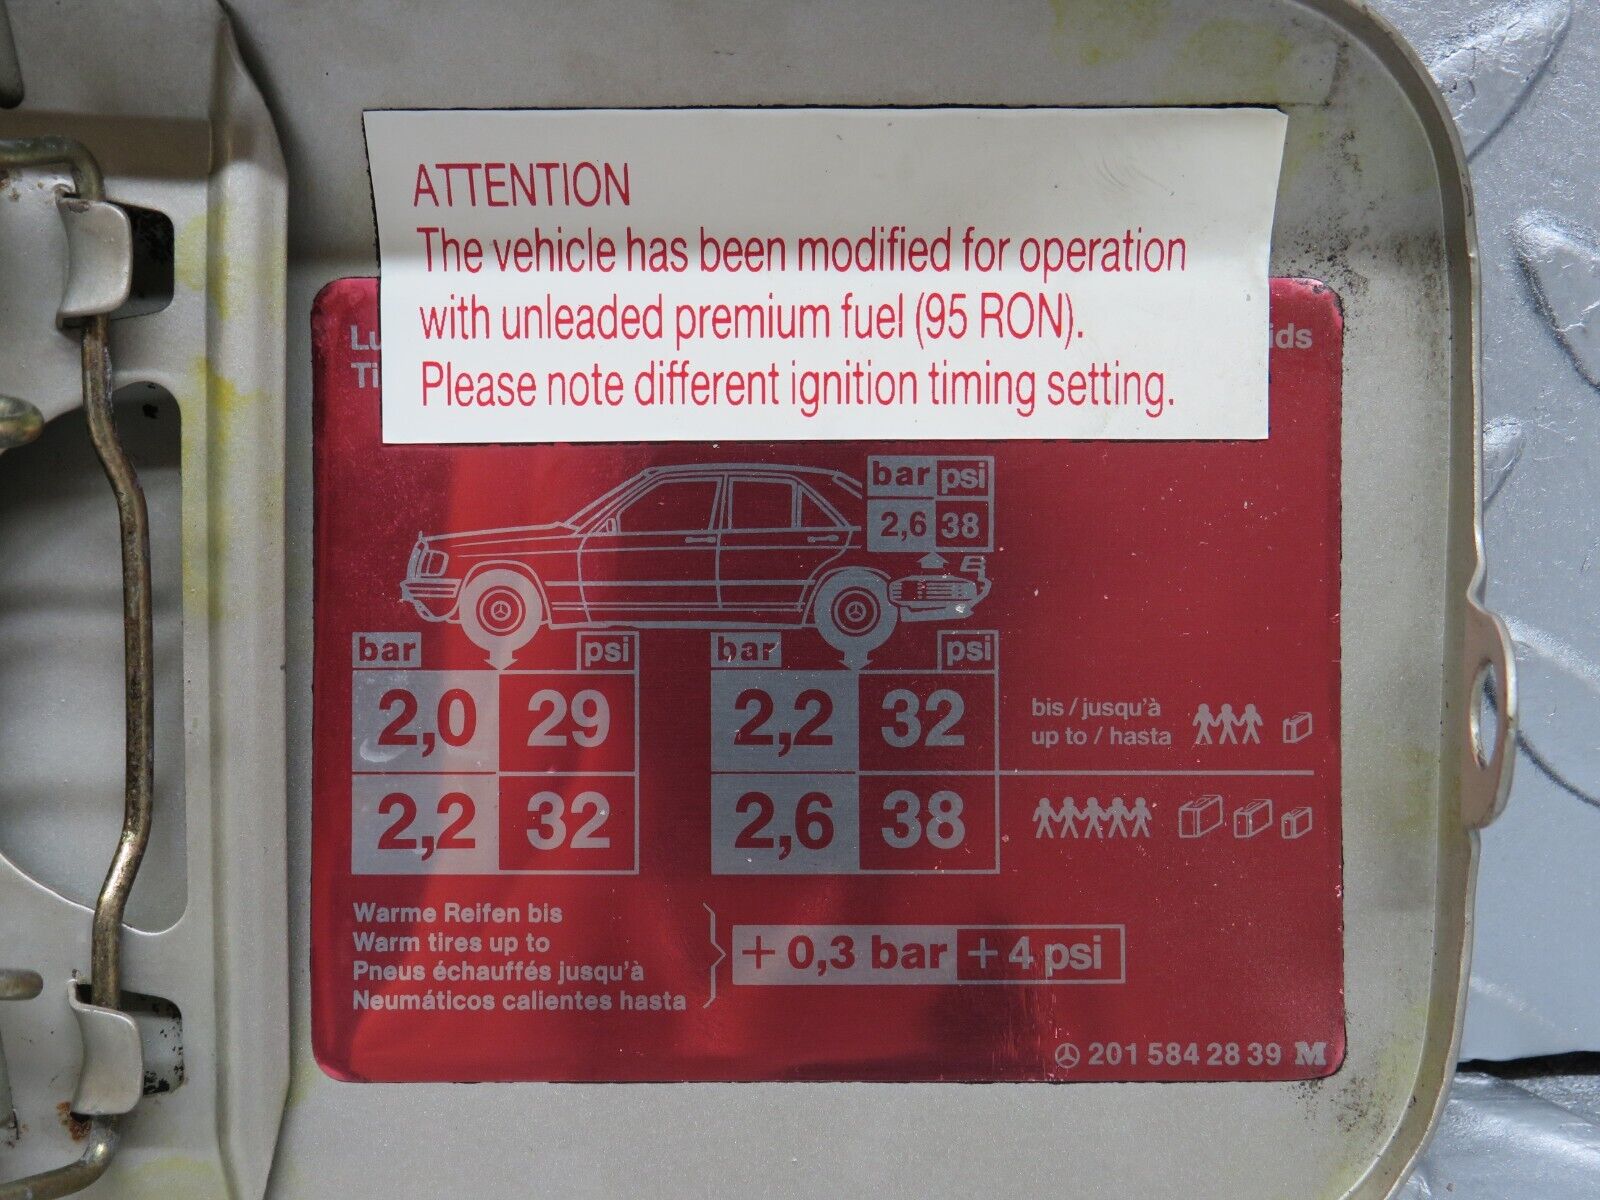 ATTENTION
The vehicle has been modified for operation
with unleaded premium fuel (95 RON).
Please note different ignition timing setting.
bar psi
2,6 38
bar psi bar psi
2,0 29 2,2 32
bis / jusqu'à
up to / hasta
2,2 32 2,6 38
Warme Reifen bis
Warm tires up to
Pneus échauffés jusqu'à
Neumáticos calientes hasta
+ 0,3 bar + 4 psi
201 584 28 39 M